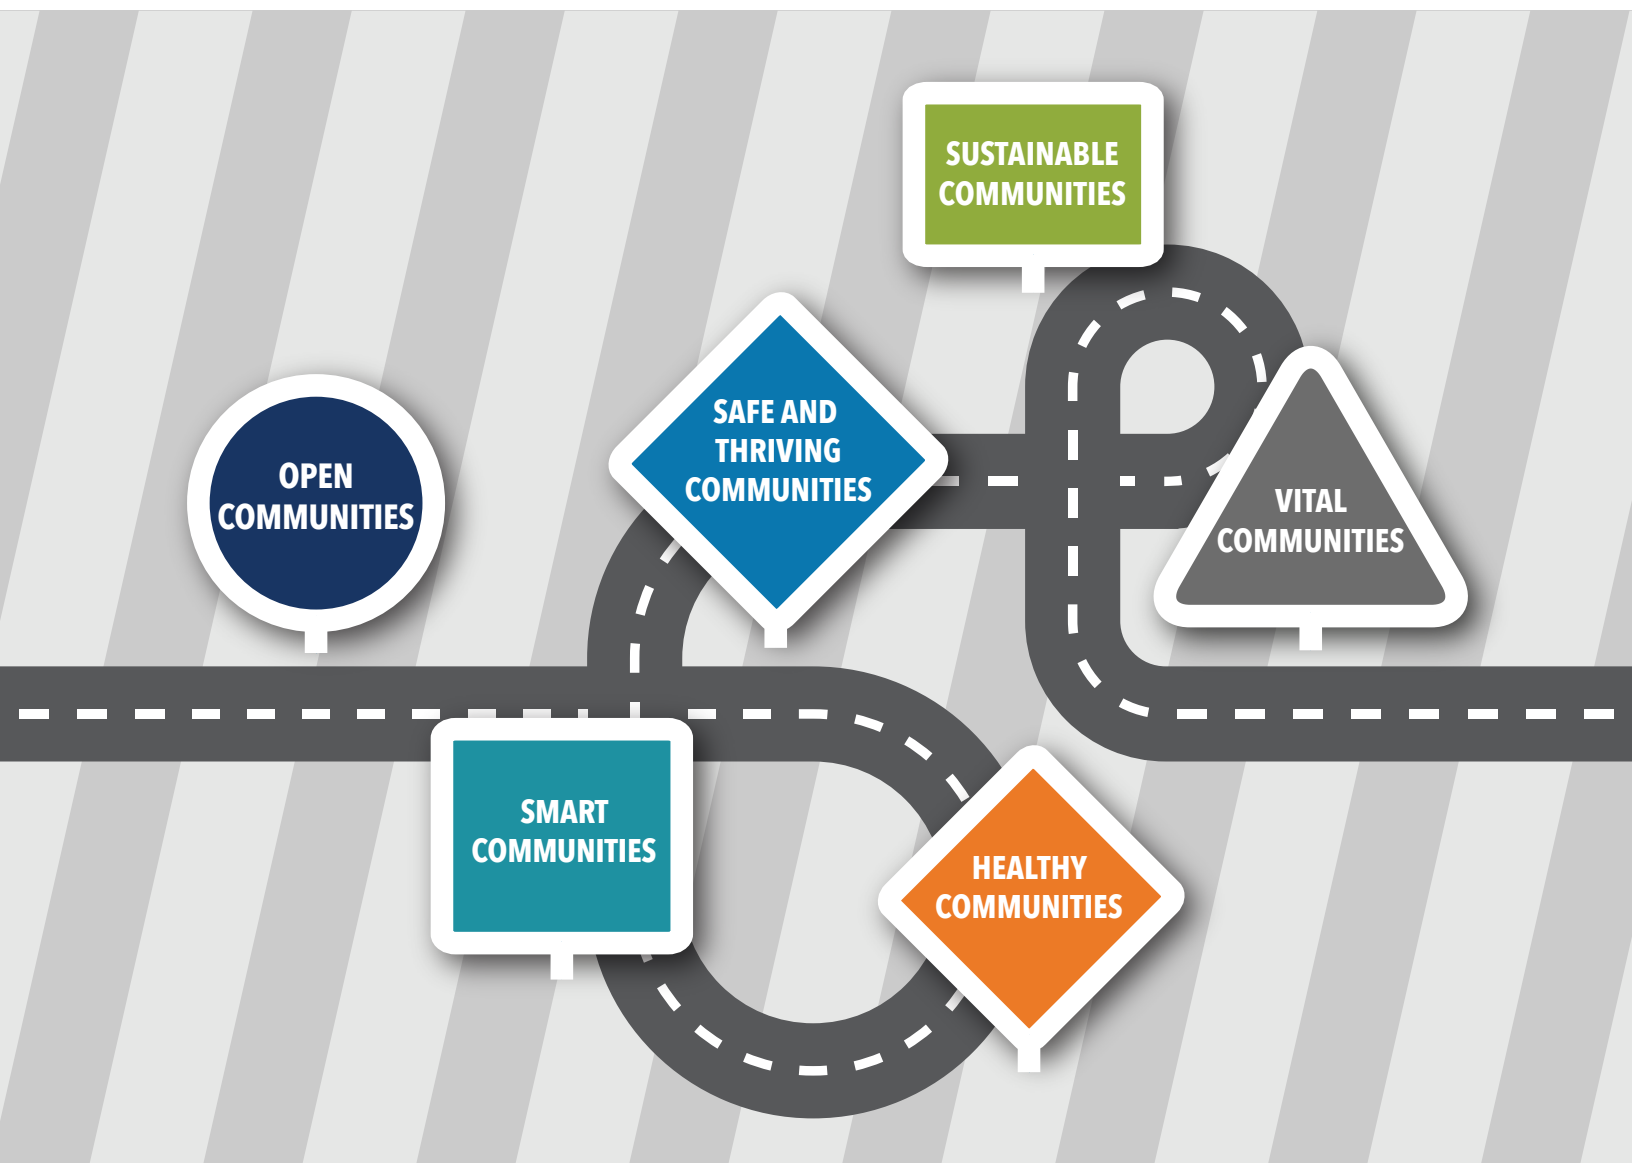 SUSTAINABLE
COMMUNITIES
SAFE AND
THRIVING
COMMUNITIES
OPEN
COMMUNITIES
VITAL
COMMUNITIES
SMART
COMMUNITIES
HEALTHY
COMMUNITIES